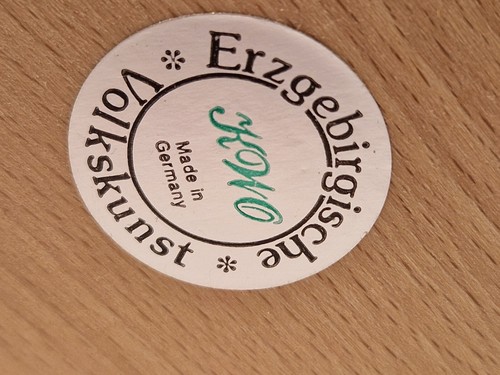 Erzgebirgische
Volkskunst
KWO
Made in
Germany